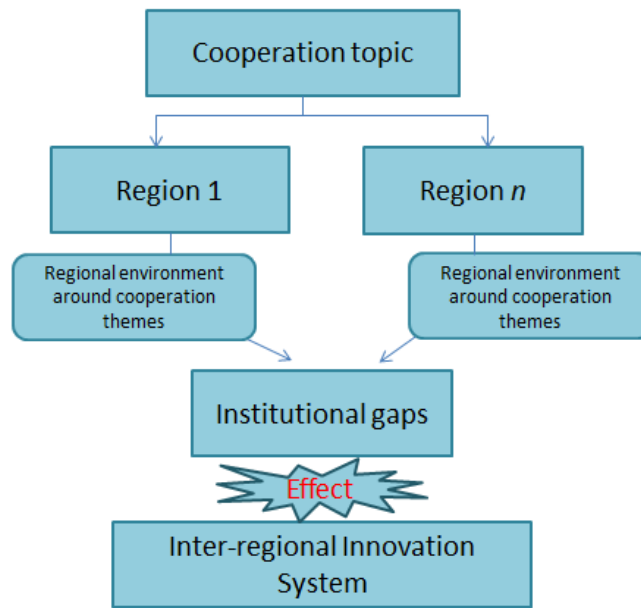 Cooperation topic
Region 1
Region n
Regional environment
around cooperation
themes
Regional environment
around cooperation
themes
Institutional gaps
Effect
Inter-regional Innovation
System